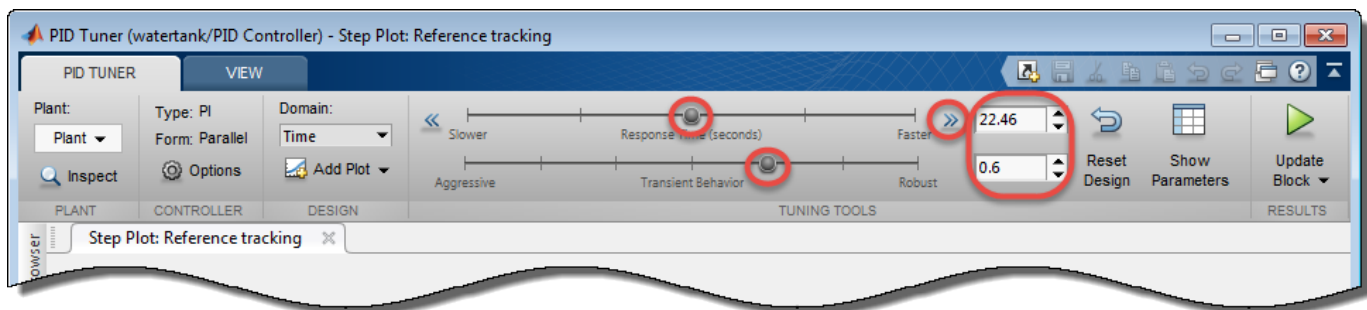 PID Tuner (watertank/PID Controller) - Step Plot: Reference tracking
PID TUNER VIEW
Plant:
Plant
Inspect
PLANT
Type: PI
Form: Parallel
Options
CONTROLLER
Domain:
Time
Add Plot
DESIGN
Slower Response Time (seconds) Faster
22.46
Aggressive Transient Behavior Robust
0.6
Reset
Design
Show
Parameters
TUNING TOOLS
Update
Block
RESULTS
Step Plot: Reference tracking